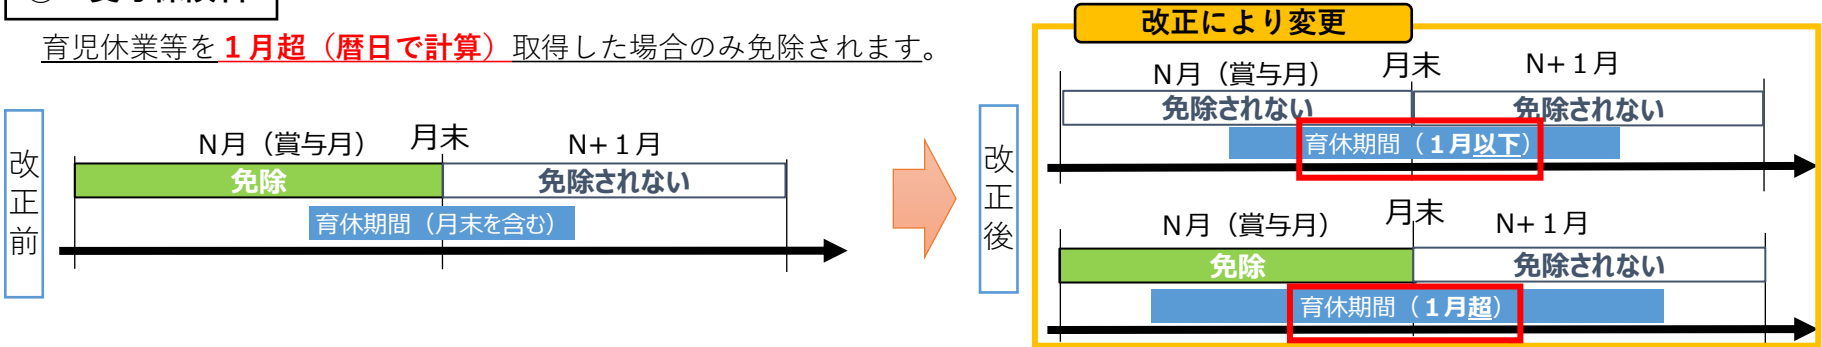 育児休業等を１月超（暦日で計算）取得した場合のみ免除されます。
改正前
N月（賞与月）
月末
N+１月
免除
免除されない
育休期間（月末を含む）
改正により変更
改正後
N月（賞与月）
月末
N+１月
免除されない
免除されない
育休期間（１月以下）
N月（賞与月）
月末
N+１月
免除
免除されない
育休期間（１月超）